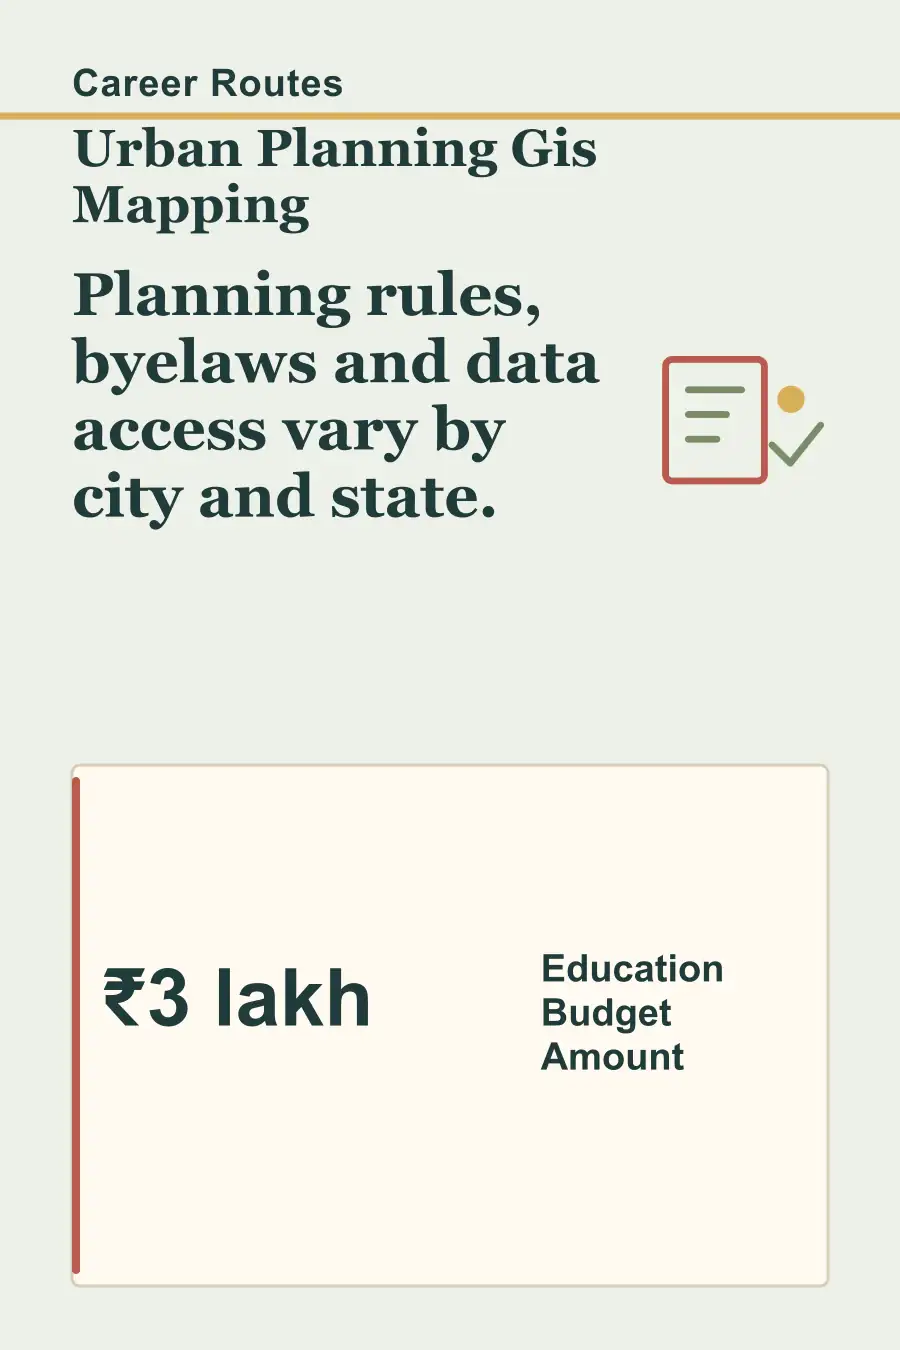 Career Routes
Urban Planning Gis
Mapping
Planning rules,
byelaws and data
access vary by
city and state.
₹3 lakh
Education
Budget
Amount